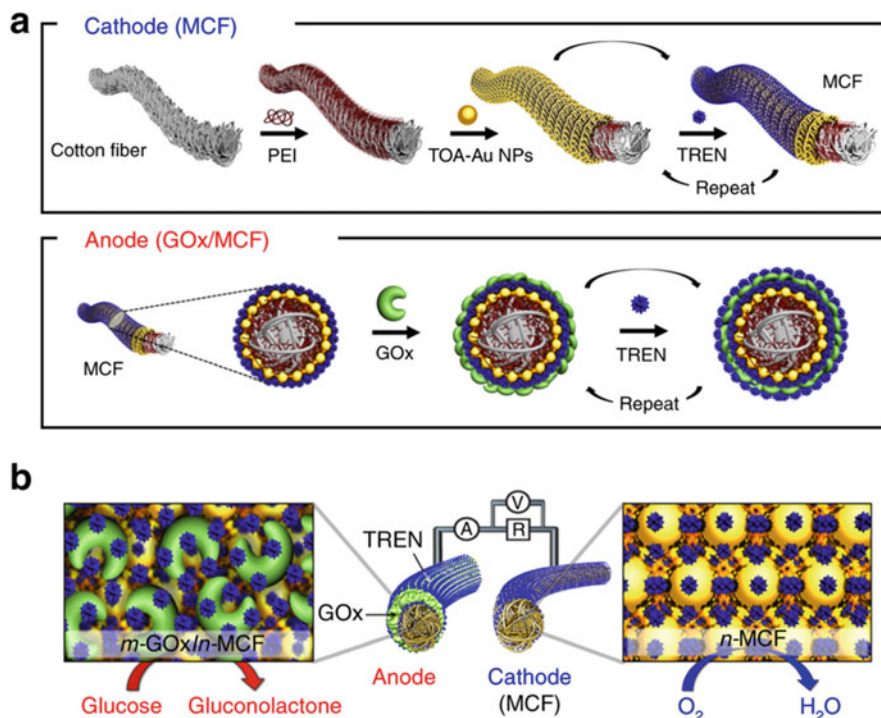 a
Cathode (MCF)
Cotton fiber
PEI
TOA-Au NPs
TREN
MCF
Repeat
Anode (GOx/MCF)
MCF
GOx
TREN
Repeat
b
TREN
GOx
A
V
R
m-GOx/n-MCF
n-MCF
Glucose
Gluconolactone
Anode
Cathode
(MCF)
O₂
H₂O